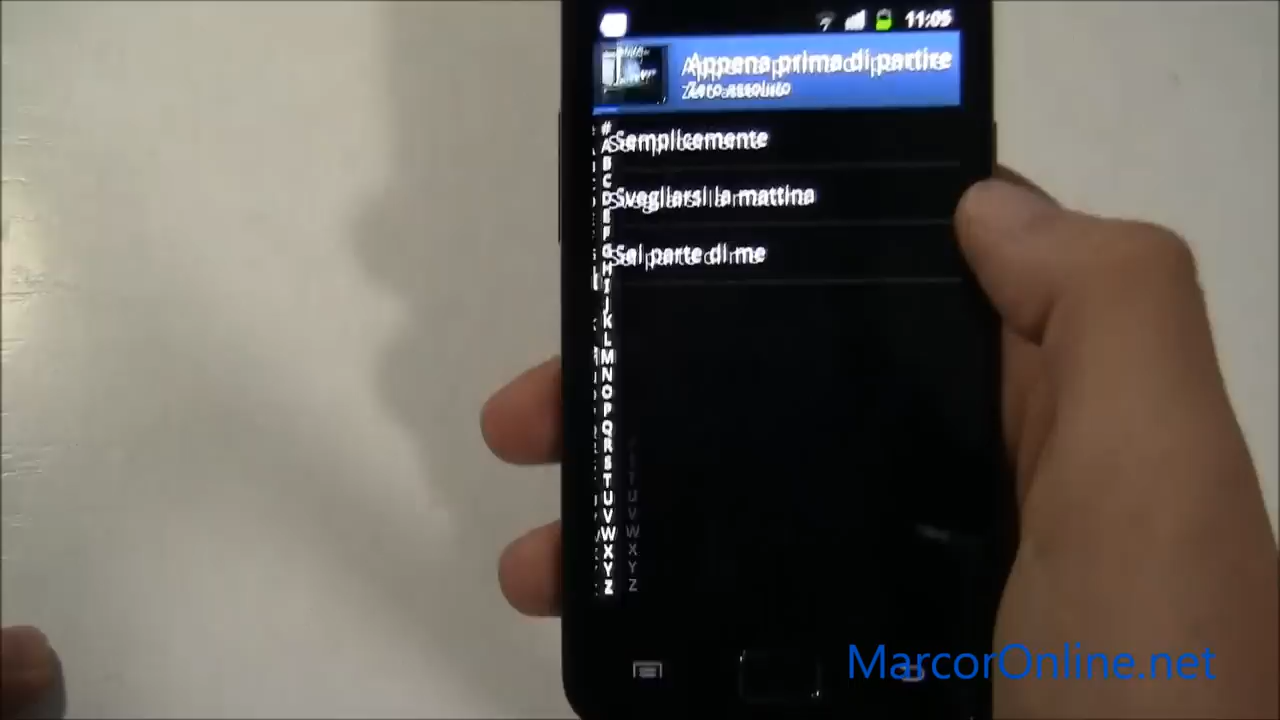 11:05
Appena prima di partire
Zero assoluto
Semplicemente
Svegliarsi la mattina
Sei parte di me
#
A
B
C
D
E
F
G
H
I
J
K
L
M
N
O
P
Q
R
S
T
U
V
W
X
Y
Z
T
U
V
W
X
Y
Z
MarcorOnline.net